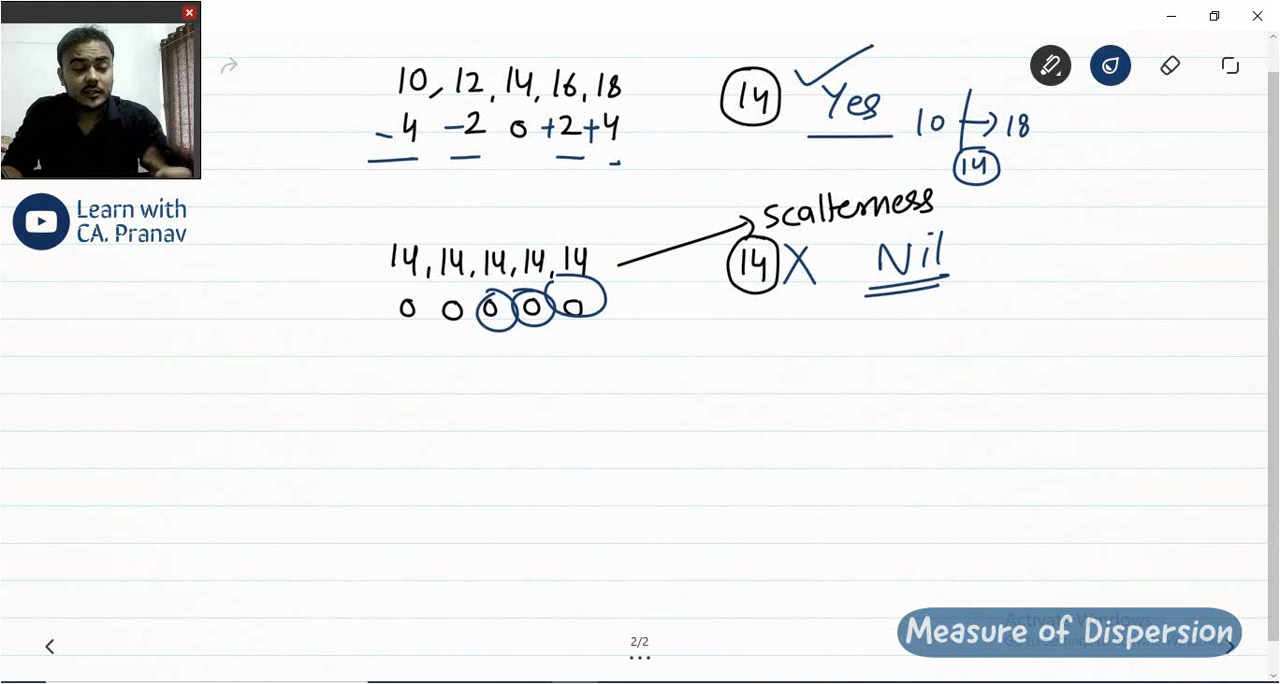 10, 12, 14, 16, 18
-4 -2 0 +2 +4
14 Yes
10 → 18
14
Learn with
CA. Pranav
scatterness
14, 14, 14, 14, 14
0 0 0 0 0
14 X Nil
2/2
Measure of Dispersion